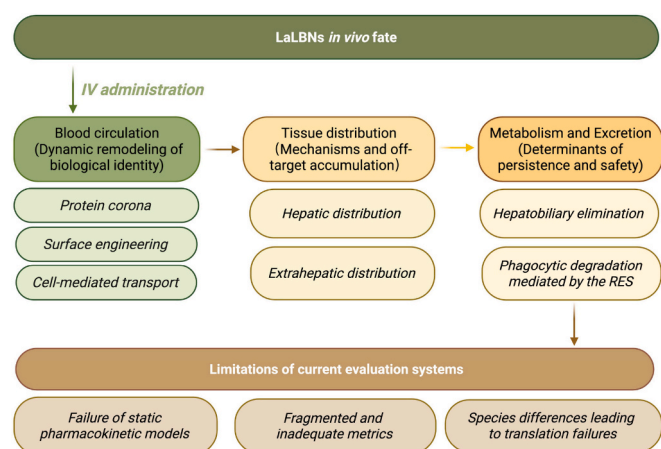 LaLBNs in vivo fate
IV administration
Blood circulation
(Dynamic remodeling of
biological identity)
Tissue distribution
(Mechanisms and off-
target accumulation)
Metabolism and Excretion
(Determinants of
persistence and safety)
Protein corona
Surface engineering
Cell-mediated transport
Hepatic distribution
Extrahepatic distribution
Hepatobiliary elimination
Phagocytic degradation
mediated by the RES
Limitations of current evaluation systems
Failure of static
pharmacokinetic models
Fragmented and
inadequate metrics
Species differences leading
to translation failures